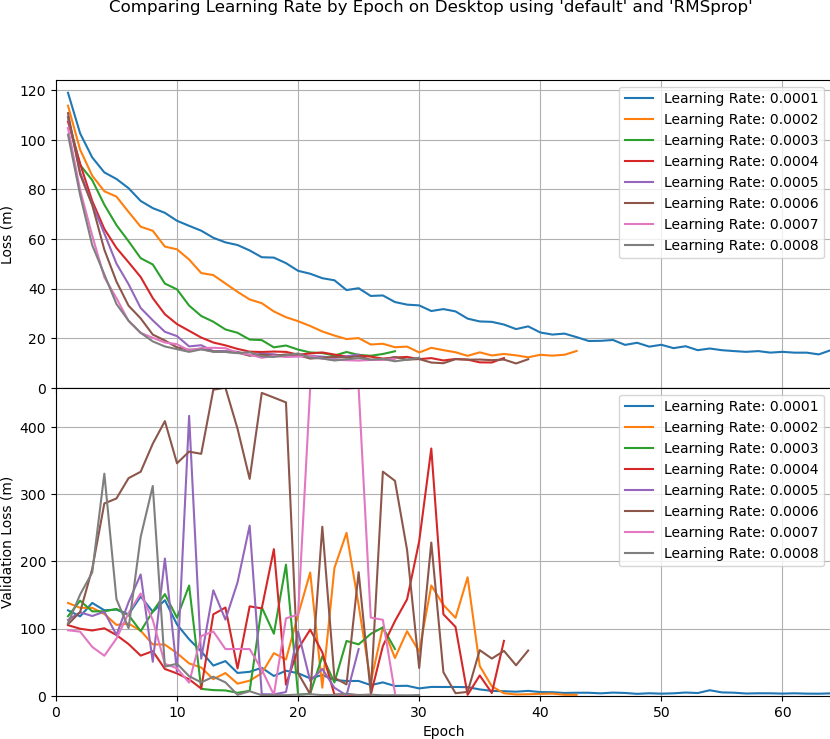 Comparing Learning Rate by Epoch on Desktop using 'default' and 'RMSprop'
Loss (m)
120
100
80
60
40
20
0
Learning Rate: 0.0001
Learning Rate: 0.0002
Learning Rate: 0.0003
Learning Rate: 0.0004
Learning Rate: 0.0005
Learning Rate: 0.0006
Learning Rate: 0.0007
Learning Rate: 0.0008
Validation Loss (m)
400
300
200
100
0
Learning Rate: 0.0001
Learning Rate: 0.0002
Learning Rate: 0.0003
Learning Rate: 0.0004
Learning Rate: 0.0005
Learning Rate: 0.0006
Learning Rate: 0.0007
Learning Rate: 0.0008
0 10 20 30 40 50 60
Epoch